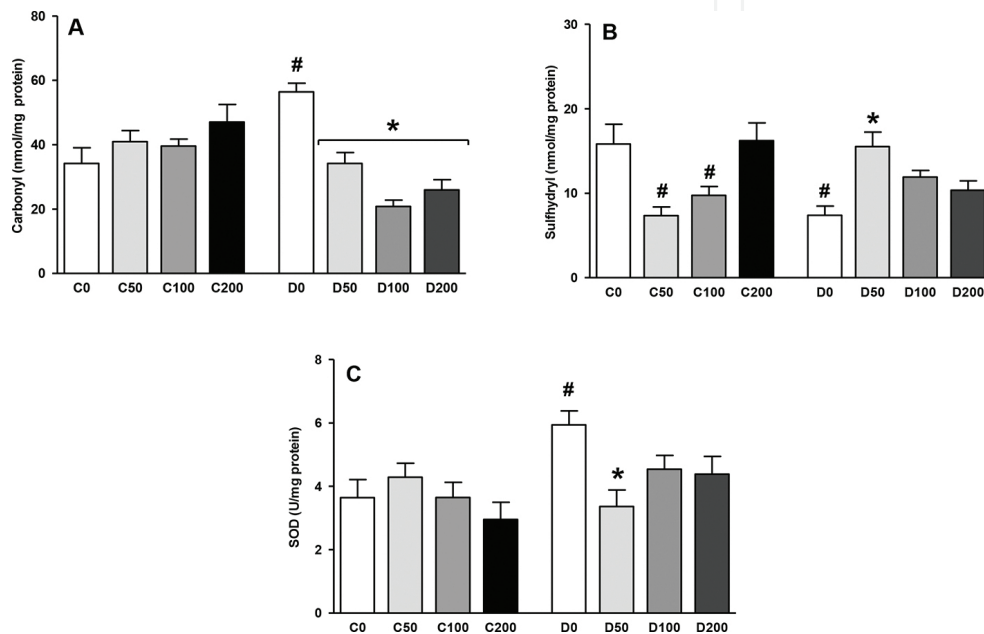 A
Carbonyl (nmol/mg protein)
80
60
40
20
0
#
*
C0 C50 C100 C200 D0 D50 D100 D200
B
Sulfhydryl (nmol/mg protein)
30
20
10
0
# # # *
C0 C50 C100 C200 D0 D50 D100 D200
C
SOD (U/mg protein)
8
6
4
2
0
#
*
C0 C50 C100 C200 D0 D50 D100 D200